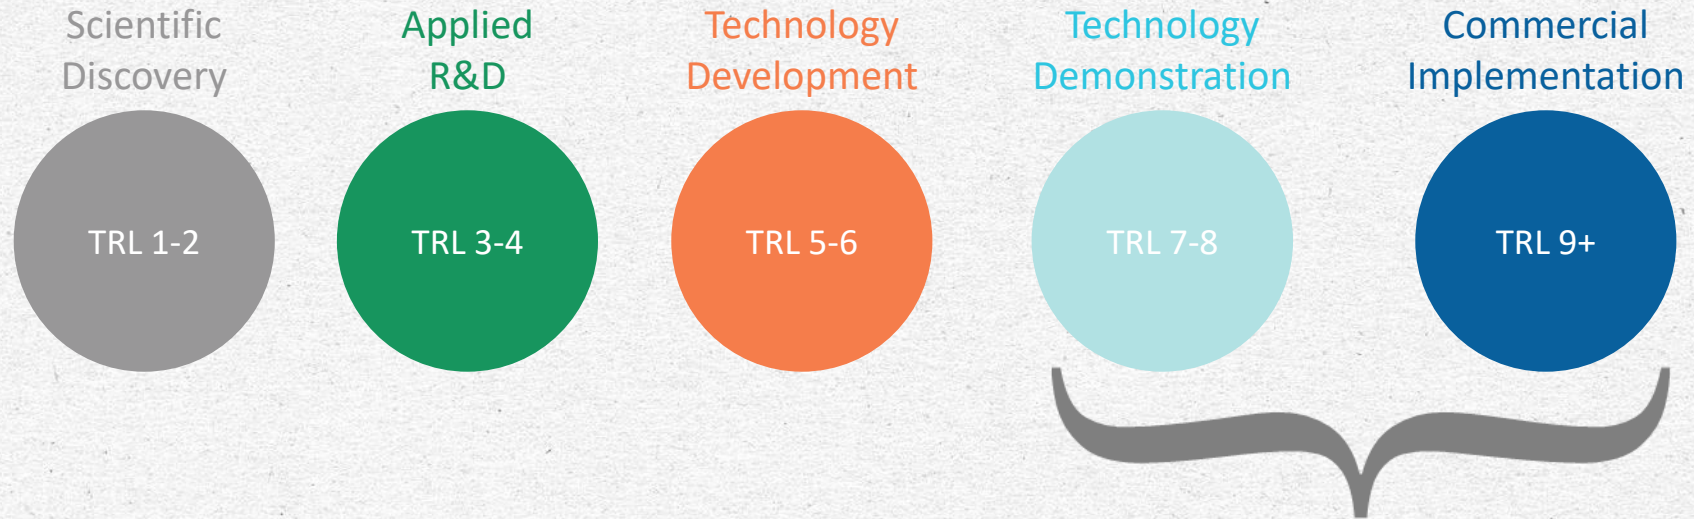 Scientific
Discovery
Applied
R&D
Technology
Development
Technology
Demonstration
Commercial
Implementation
TRL 1-2
TRL 3-4
TRL 5-6
TRL 7-8
TRL 9+